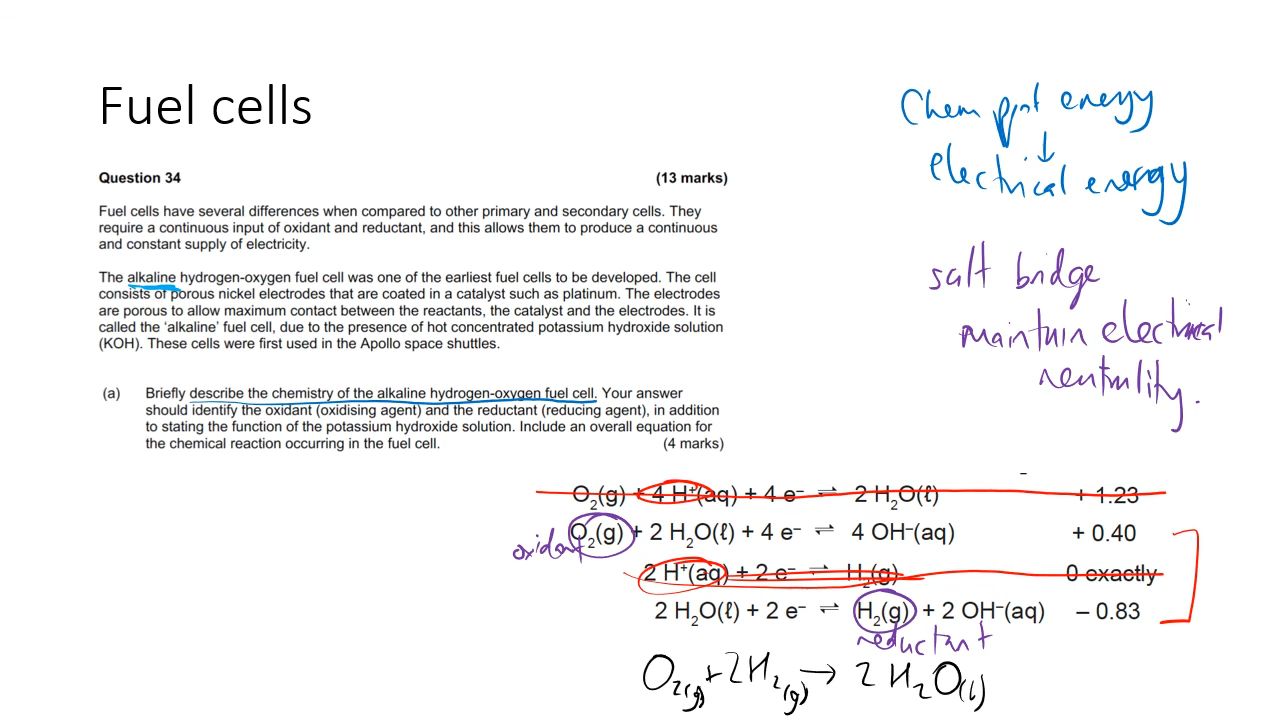 Fuel cells
Chem pot energy
↓
electrical energy
Question 34 (13 marks)
Fuel cells have several differences when compared to other primary and secondary cells. They
require a continuous input of oxidant and reductant, and this allows them to produce a continuous
and constant supply of electricity.
The alkaline hydrogen-oxygen fuel cell was one of the earliest fuel cells to be developed. The cell
consists of porous nickel electrodes that are coated in a catalyst such as platinum. The electrodes
are porous to allow maximum contact between the reactants, the catalyst and the electrodes. It is
called the ‘alkaline’ fuel cell, due to the presence of hot concentrated potassium hydroxide solution
(KOH). These cells were first used in the Apollo space shuttles.
salt bridge
maintain electrical
neutrality.
(a) Briefly describe the chemistry of the alkaline hydrogen-oxygen fuel cell. Your answer
should identify the oxidant (oxidising agent) and the reductant (reducing agent), in addition
to stating the function of the potassium hydroxide solution. Include an overall equation for
the chemical reaction occurring in the fuel cell. (4 marks)
O₂(g) + 4 H⁺(aq) + 4 e⁻ ⇌ 2 H₂O(ℓ) + 1.23
O₂(g) + 2 H₂O(ℓ) + 4 e⁻ ⇌ 4 OH⁻(aq) + 0.40
oxidant
2 H⁺(aq) + 2 e⁻ ⇌ H₂(g) 0 exactly
2 H₂O(ℓ) + 2 e⁻ ⇌ H₂(g) + 2 OH⁻(aq) – 0.83
reductant
O₂(g) + 2H₂(g) → 2 H₂O(l)